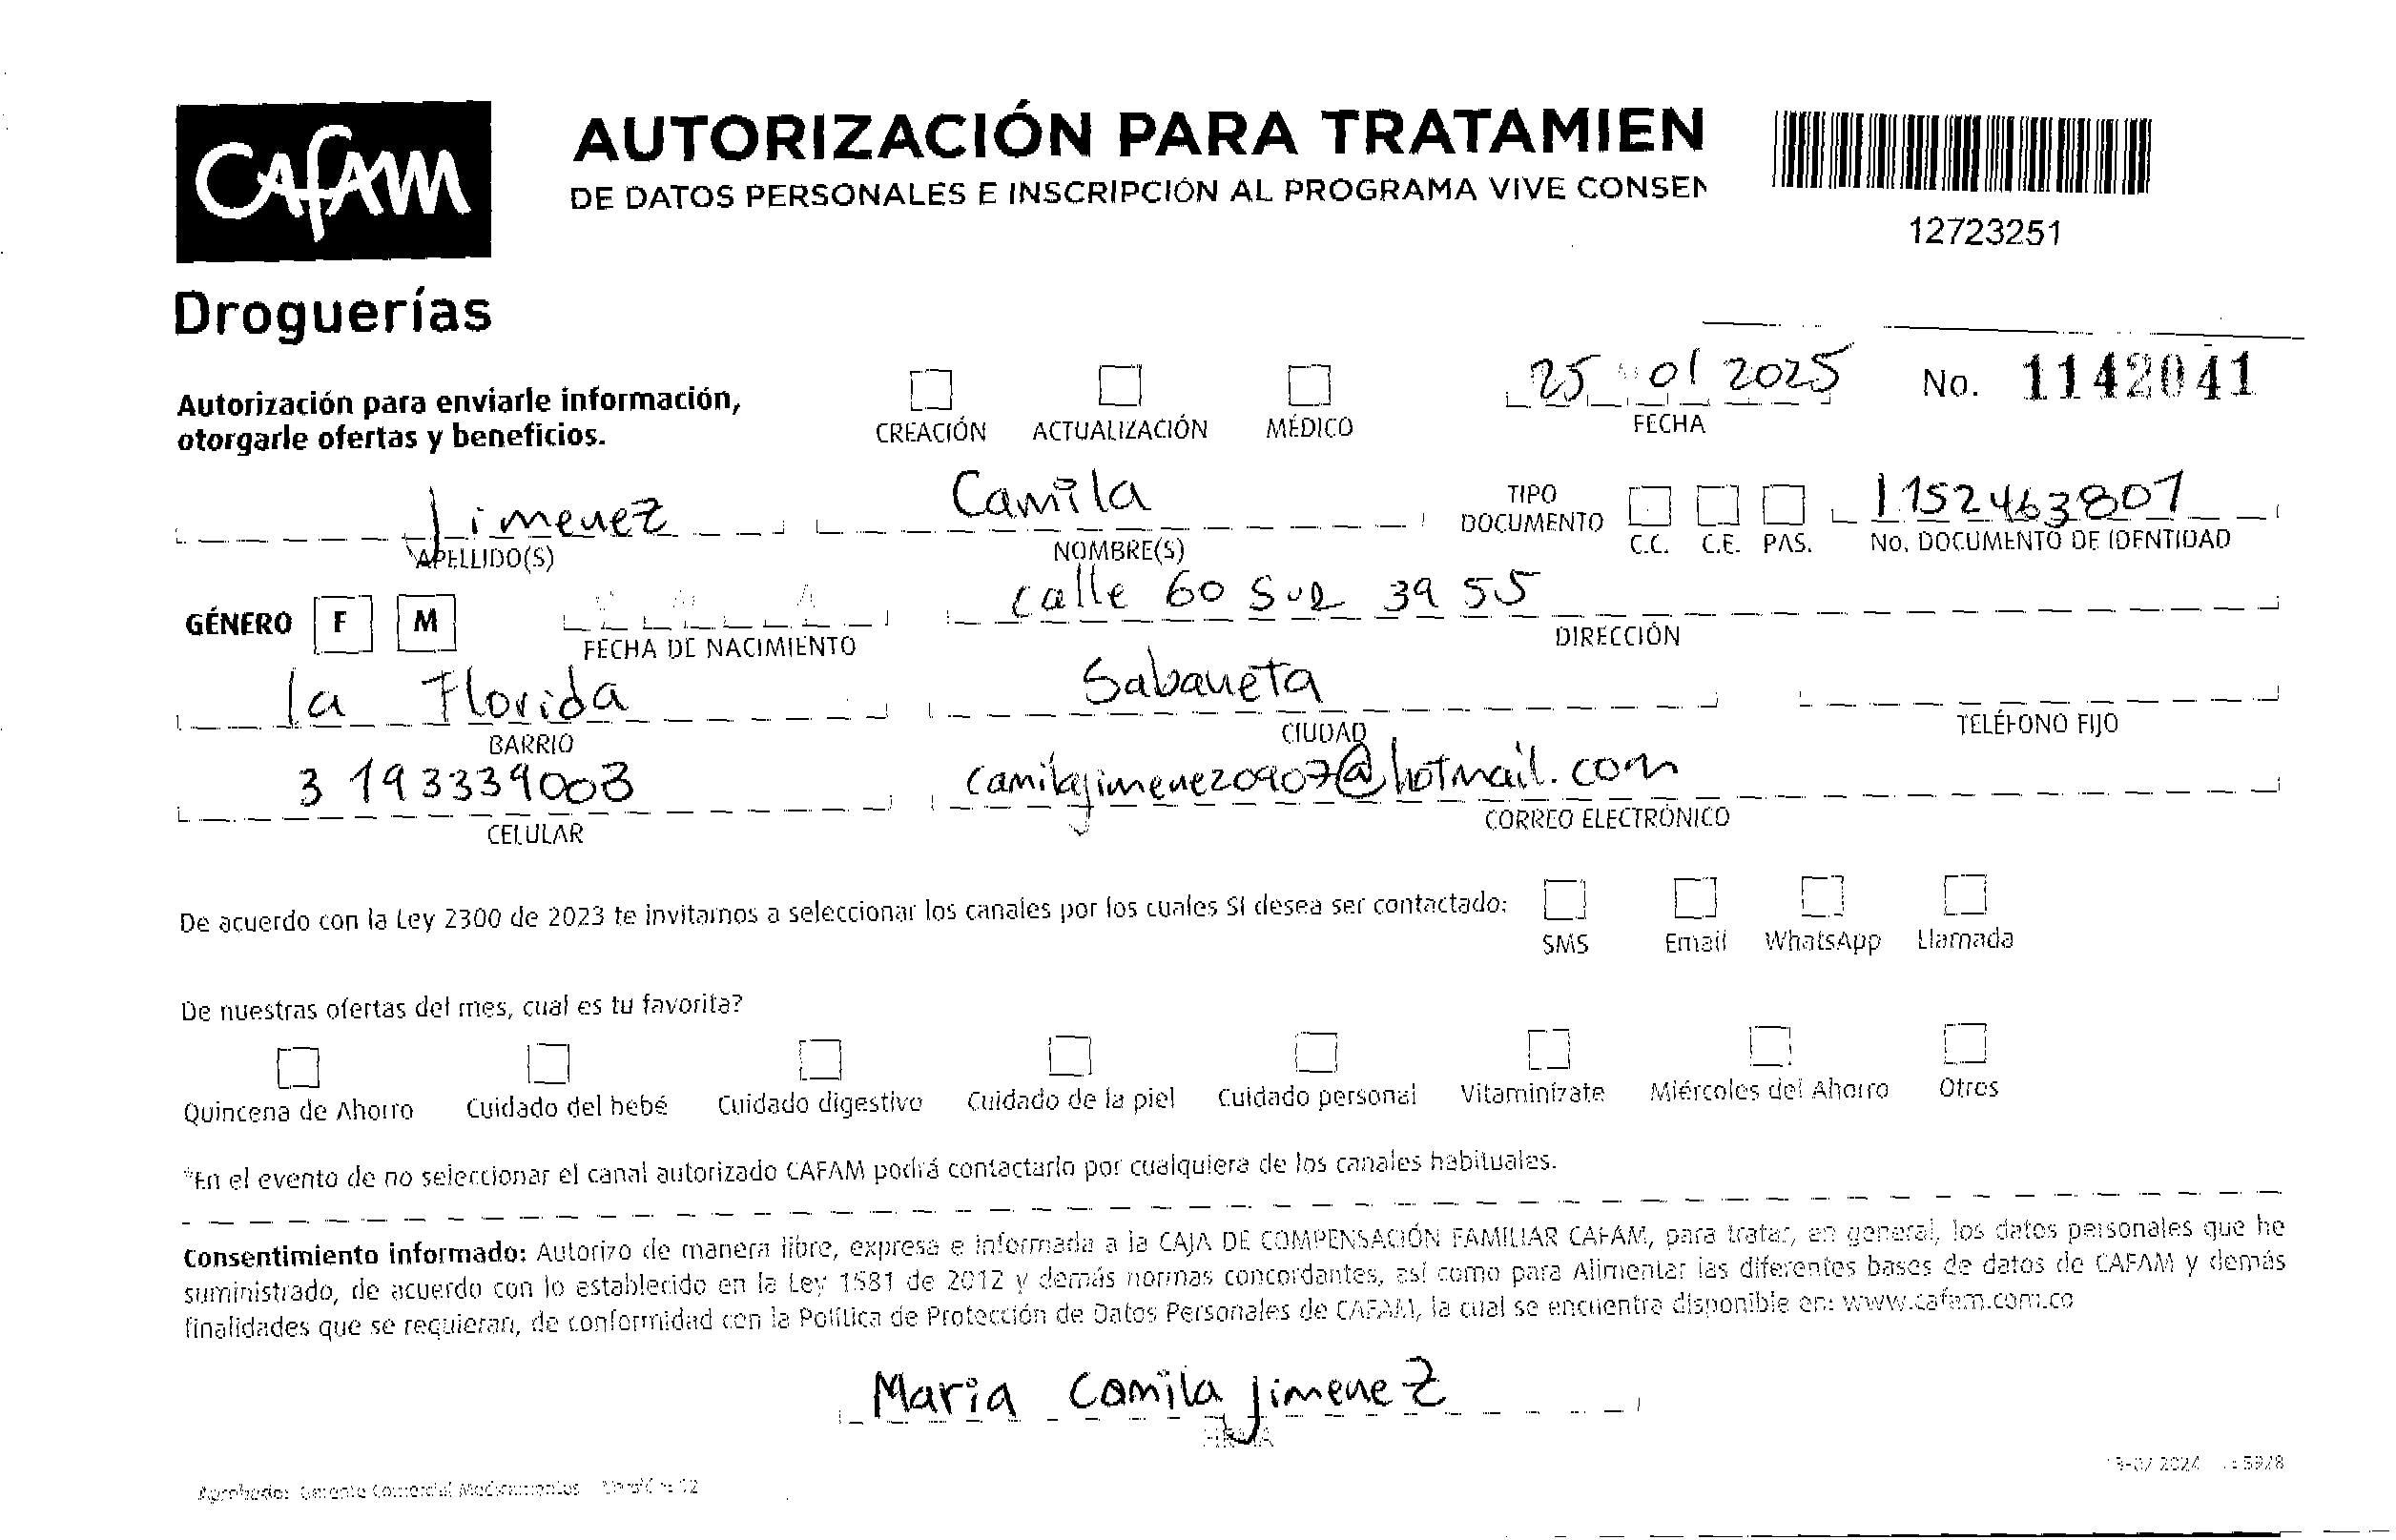 CAFAM
Droguerías
AUTORIZACIÓN PARA TRATAMIEN
DE DATOS PERSONALES E INSCRIPCIÓN AL PROGRAMA VIVE CONSEN
12723251
Autorización para enviarle información,
otorgarle ofertas y beneficios.
CREACIÓN ACTUALIZACIÓN MÉDICO
25 01 2025
FECHA
No. 1142041
Jimenez Camila
APELLIDO(S) NOMBRE(S)
TIPO
DOCUMENTO
C.C. C.E. PAS.
1152463807
No. DOCUMENTO DE IDENTIDAD
GÉNERO F M
FECHA DE NACIMIENTO
calle 60 Sur 39 55
DIRECCIÓN
la Florida Sabaneta
BARRIO CIUDAD TELÉFONO FIJO
3193339003 camilajimenez0907@hotmail.com
CELULAR CORREO ELECTRÓNICO
De acuerdo con la Ley 2300 de 2023 te invitamos a seleccionar los canales por los cuales SI desea ser contactado:
SMS Email WhatsApp Llamada
De nuestras ofertas del mes, cual es tu favorita?
Quincena de Ahorro Cuidado del bebé Cuidado digestivo Cuidado de la piel Cuidado personal Vitaminízate Miércoles del Ahorro Otros
*En el evento de no seleccionar el canal autorizado CAFAM podrá contactarlo por cualquiera de los canales habituales.
Consentimiento informado: Autorizo de manera libre, expresa e informada a la CAJA DE COMPENSACIÓN FAMILIAR CAFAM, para tratar, en general, los datos personales que he
suministrado, de acuerdo con lo establecido en la Ley 1581 de 2012 y demás normas concordantes, así como para Alimentar las diferentes bases de datos de CAFAM y demás
finalidades que se requieran, de conformidad con la Política de Protección de Datos Personales de CAFAM, la cual se encuentra disponible en: www.cafam.com.co
Maria Camila Jimenez
FIRMA
Aprobado: Gerente Comercial Medicamentos